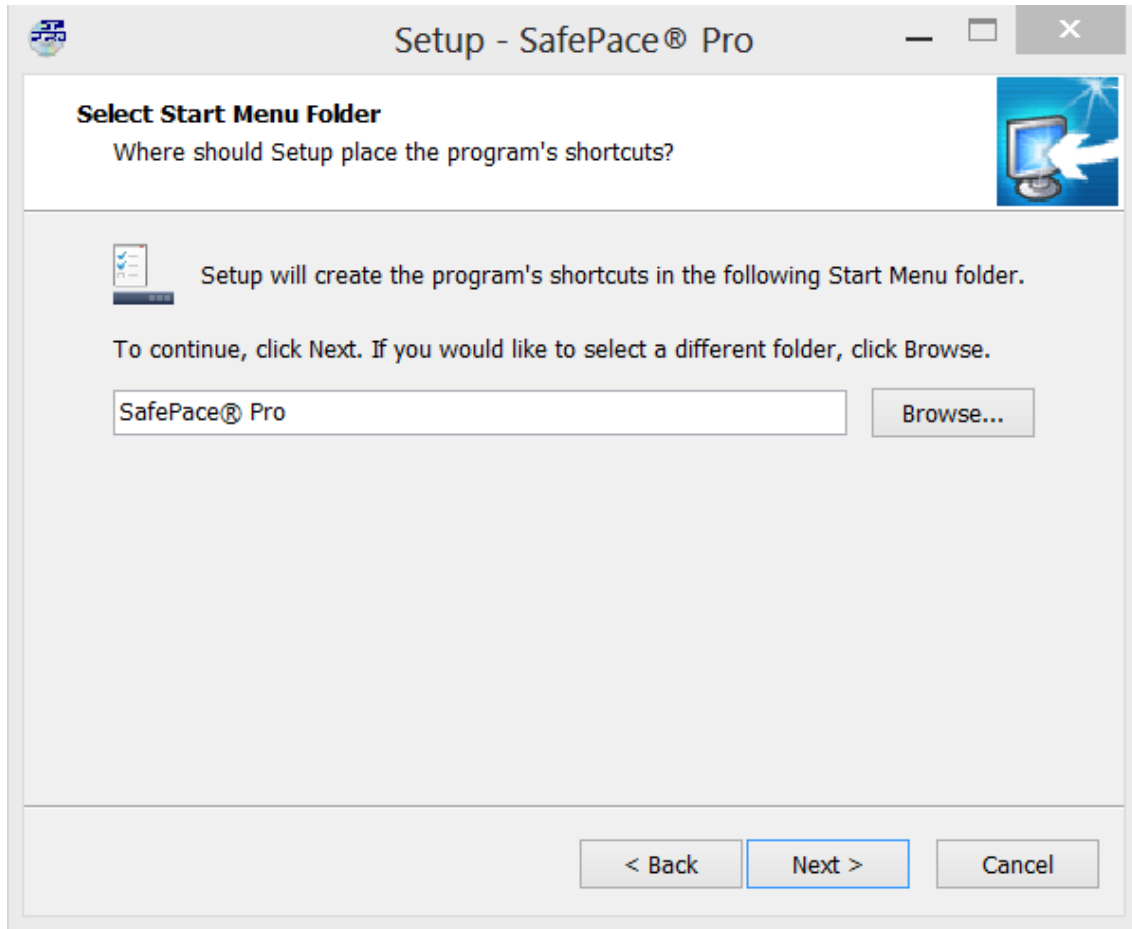 Setup - SafePace® Pro
Select Start Menu Folder
Where should Setup place the program's shortcuts?
Setup will create the program's shortcuts in the following Start Menu folder.
To continue, click Next. If you would like to select a different folder, click Browse.
SafePace® Pro
Browse...
< Back
Next >
Cancel